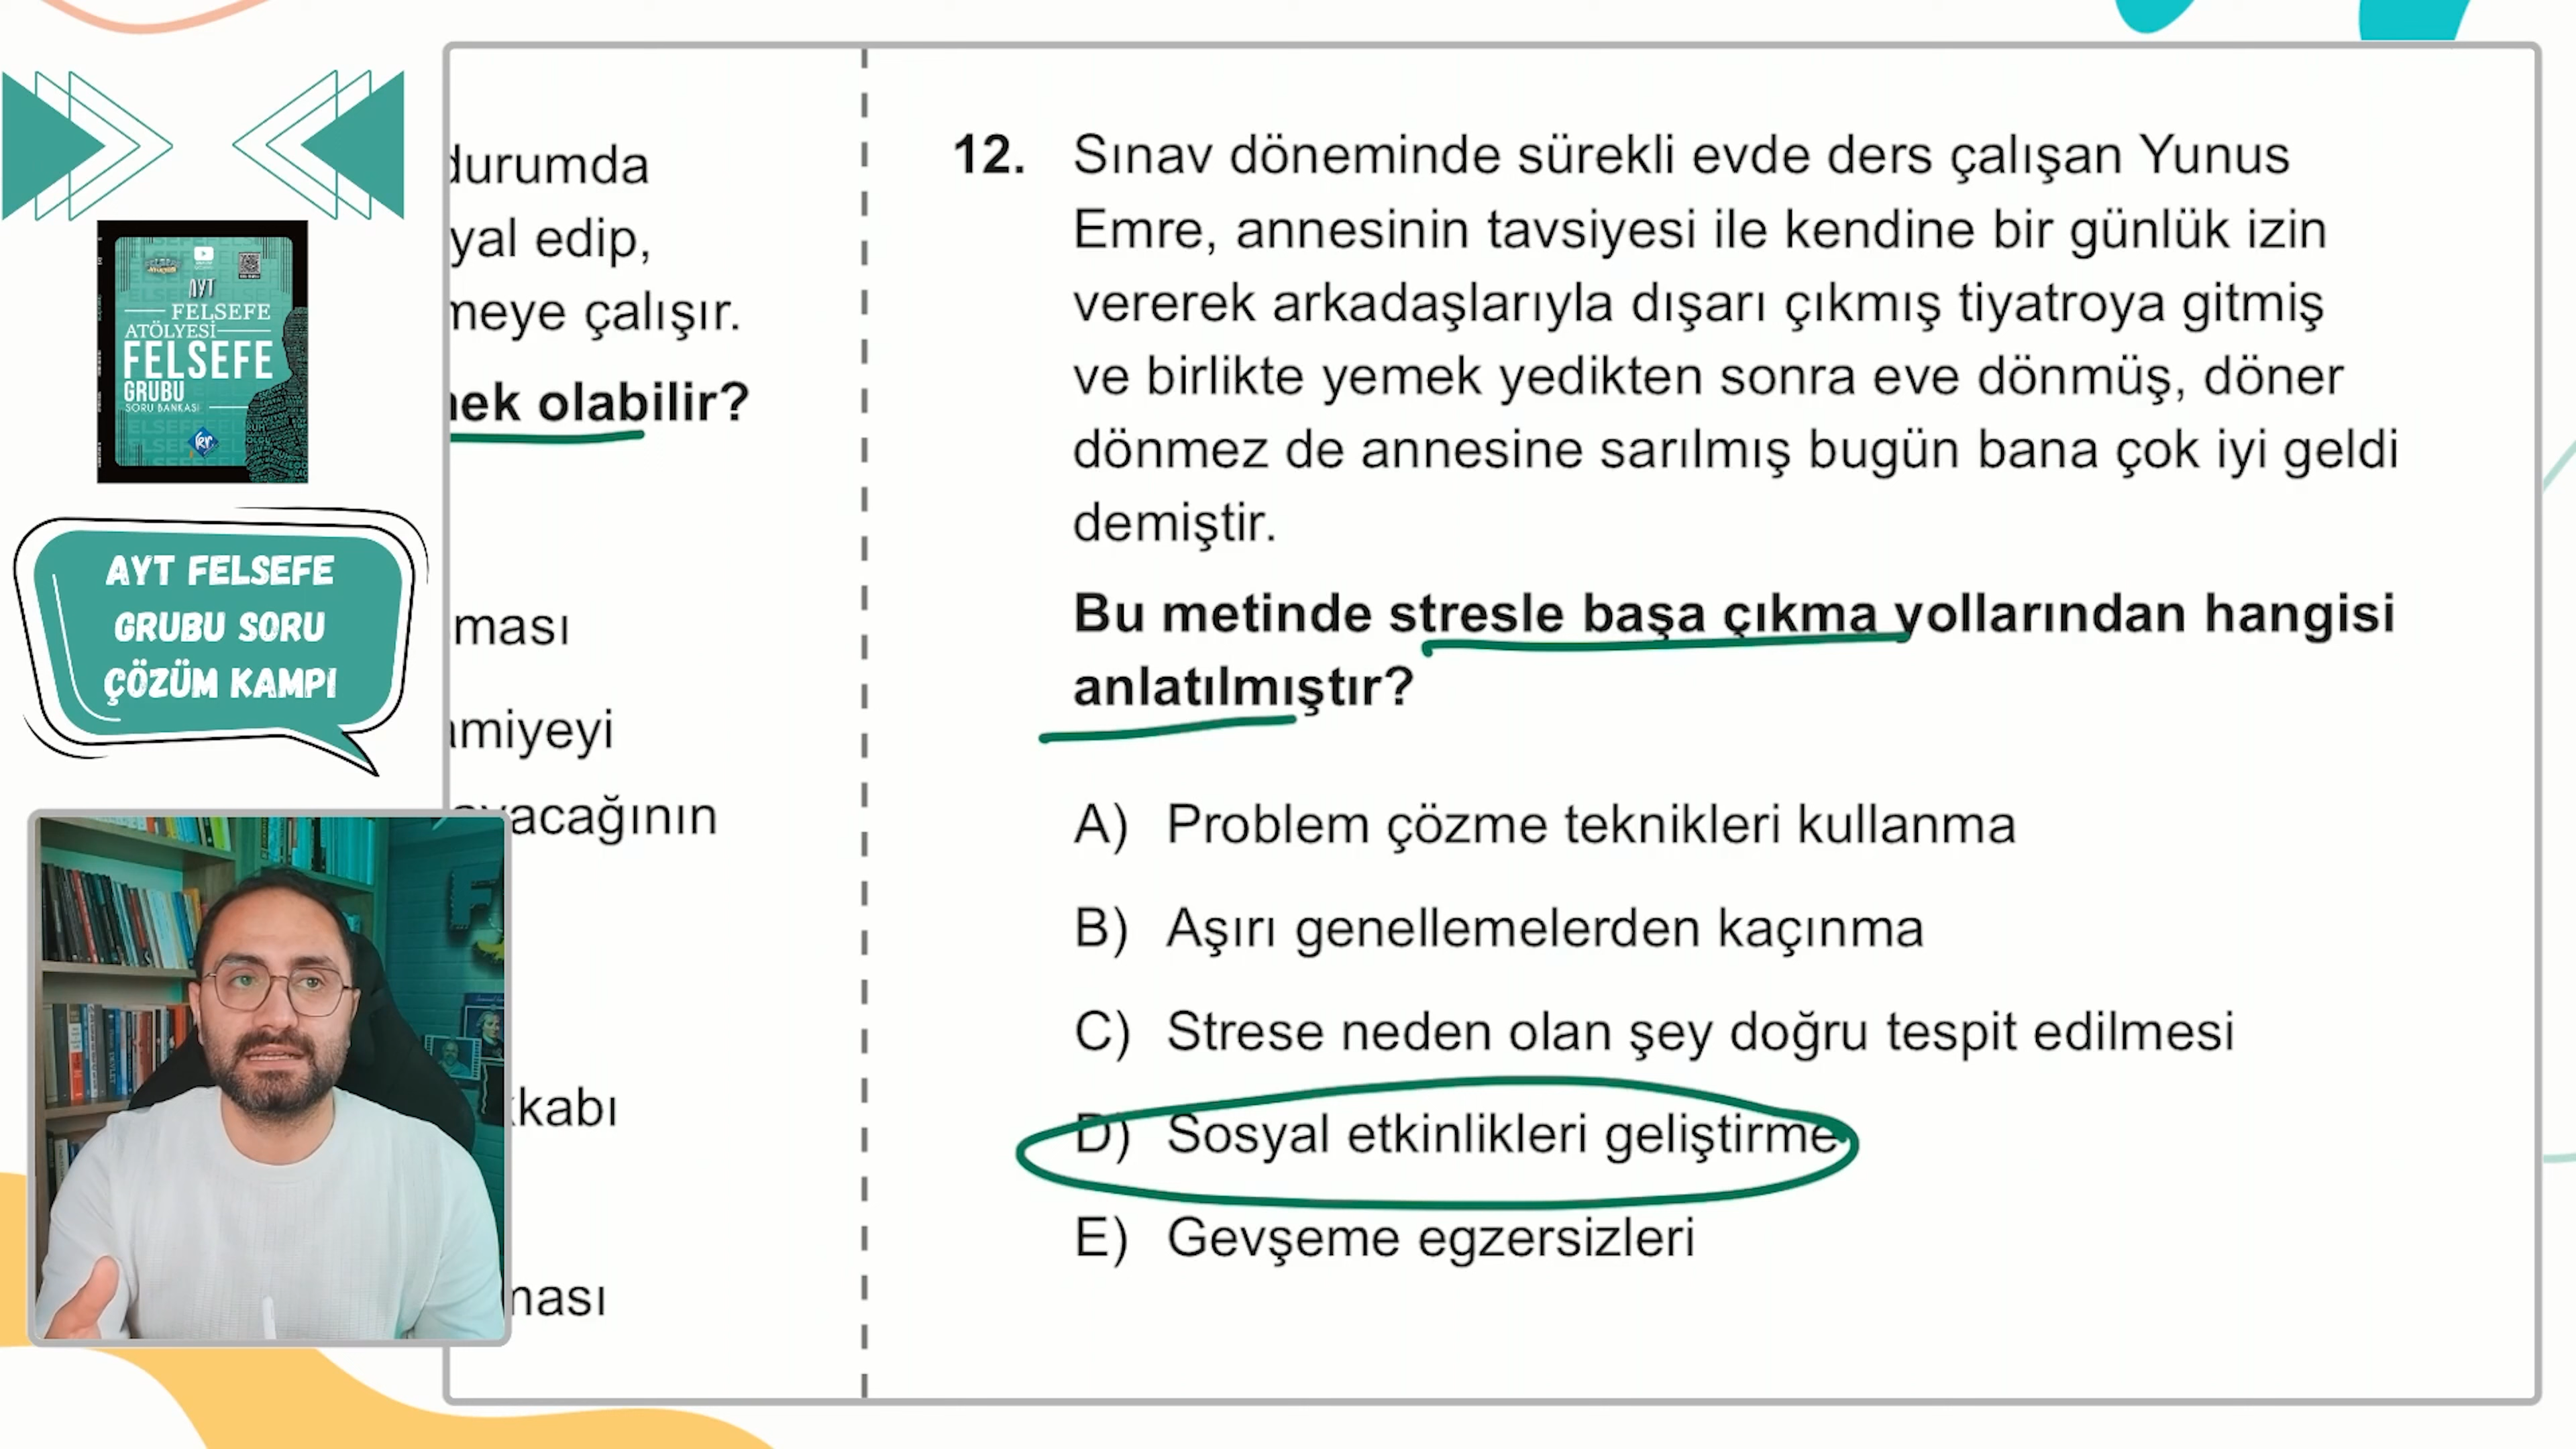 AYT
FELSEFE
ATÖLYESİ
FELSEFE
GRUBU
SORU BANKASI
AYT FELSEFE
GRUBU SORU
ÇÖZÜM KAMPI
durumda
yal edip,
meye çalışır.
nek olabilir?
ması
amiyeyi
acağının
kkabı
ması
12. Sınav döneminde sürekli evde ders çalışan Yunus
Emre, annesinin tavsiyesi ile kendine bir günlük izin
vererek arkadaşlarıyla dışarı çıkmış tiyatroya gitmiş
ve birlikte yemek yedikten sonra eve dönmüş, döner
dönmez de annesine sarılmış bugün bana çok iyi geldi
demiştir.
Bu metinde stresle başa çıkma yollarından hangisi
anlatılmıştır?
A) Problem çözme teknikleri kullanma
B) Aşırı genellemelerden kaçınma
C) Strese neden olan şey doğru tespit edilmesi
D) Sosyal etkinlikleri geliştirme
E) Gevşeme egzersizleri